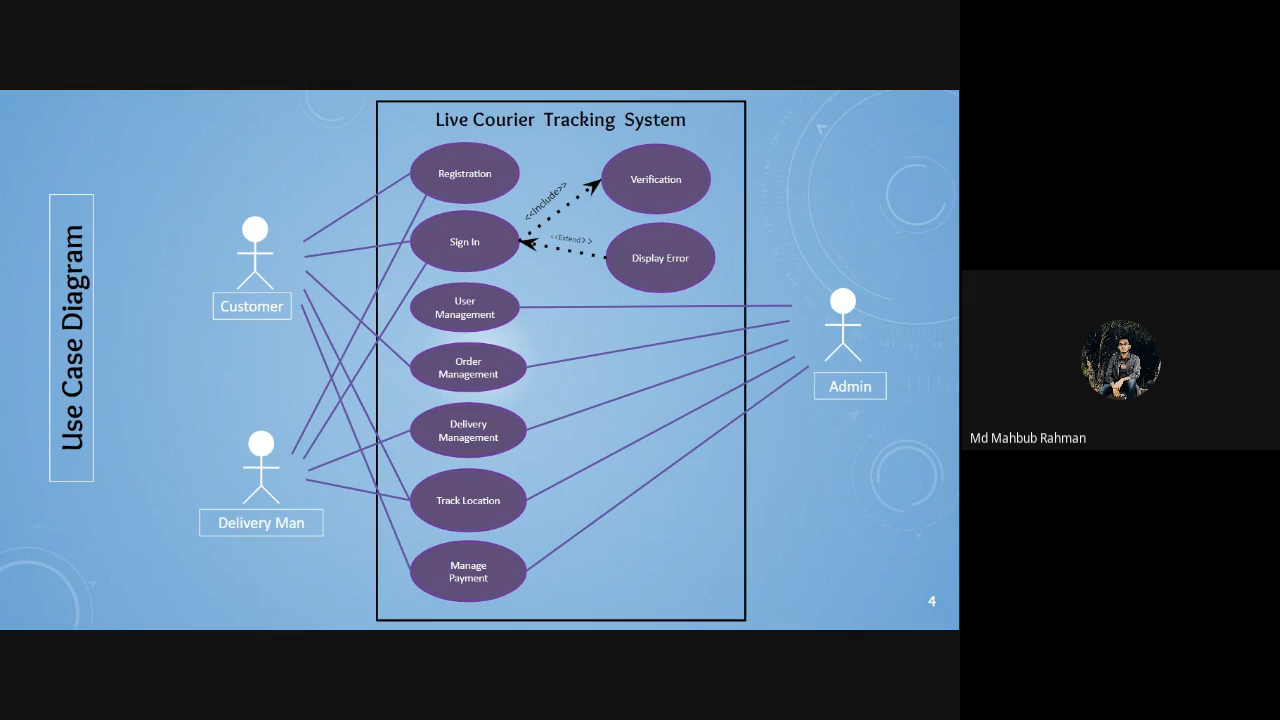 Use Case Diagram
Live Courier Tracking System
Registration
Verification
<<Include>>
Sign In
<<Extend>>
Display Error
User
Management
Order
Management
Delivery
Management
Track Location
Manage
Payment
Customer
Delivery Man
Admin
4
Md Mahbub Rahman